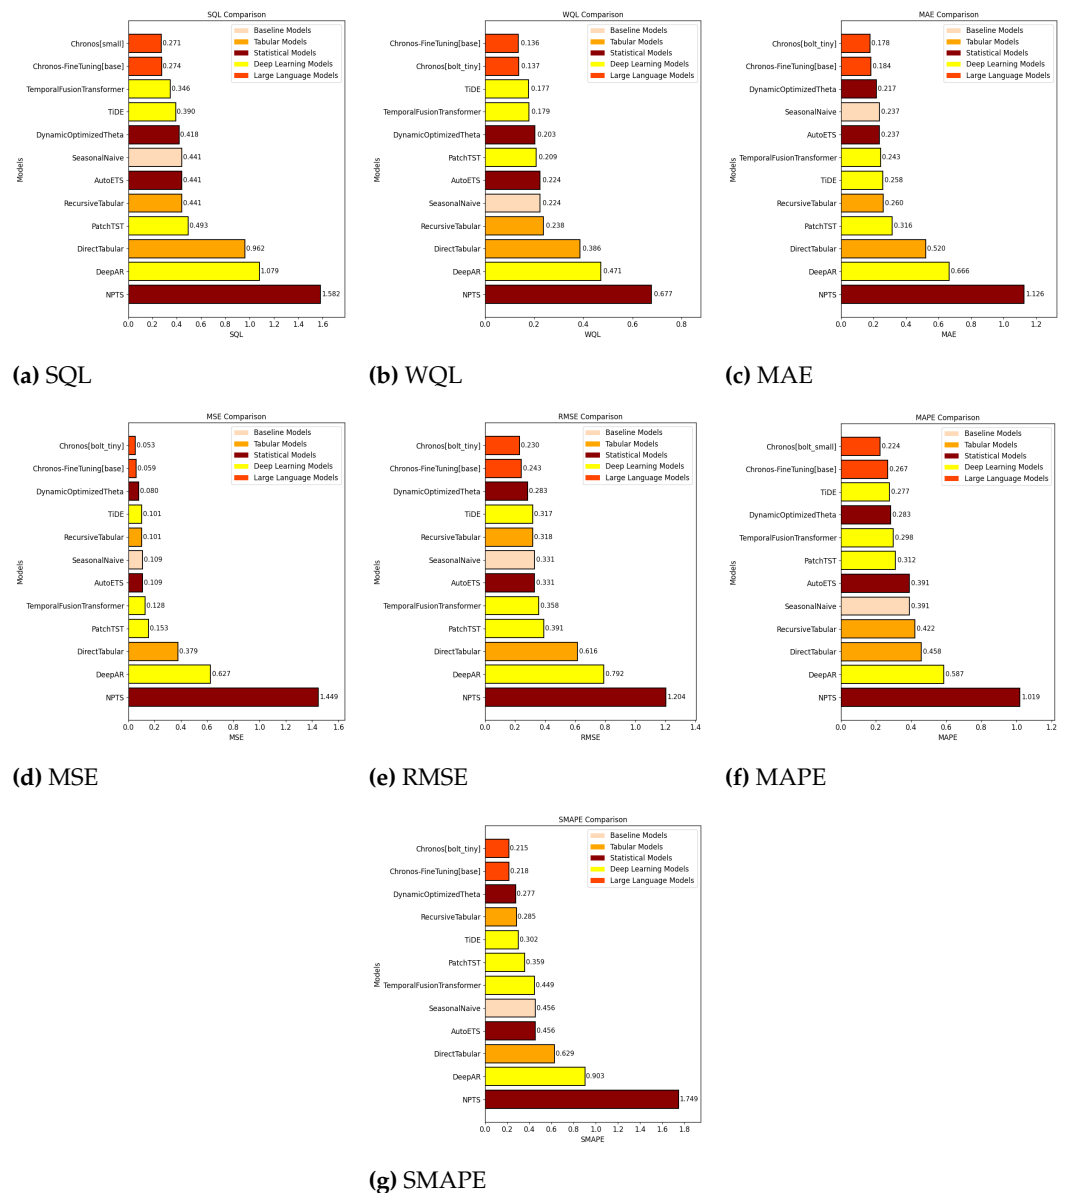 SQL Comparison
Baseline Models
Tabular Models
Statistical Models
Deep Learning Models
Large Language Models
Models
Chronos[small] 0.271
Chronos-FineTuning[base] 0.274
TemporalFusionTransformer 0.346
TiDE 0.390
DynamicOptimizedTheta 0.418
SeasonalNaive 0.441
AutoETS 0.441
RecursiveTabular 0.441
PatchTST 0.493
DirectTabular 0.962
DeepAR 1.079
NPTS 1.582
0.0 0.2 0.4 0.6 0.8 1.0 1.2 1.4 1.6
SQL
(a) SQL
WQL Comparison
Baseline Models
Tabular Models
Statistical Models
Deep Learning Models
Large Language Models
Models
Chronos-FineTuning[base] 0.136
Chronos[bolt_tiny] 0.137
TiDE 0.177
TemporalFusionTransformer 0.179
DynamicOptimizedTheta 0.203
PatchTST 0.209
AutoETS 0.224
SeasonalNaive 0.224
RecursiveTabular 0.238
DirectTabular 0.386
DeepAR 0.471
NPTS 0.677
0.0 0.2 0.4 0.6 0.8
WQL
(b) WQL
MAE Comparison
Baseline Models
Tabular Models
Statistical Models
Deep Learning Models
Large Language Models
Models
Chronos[bolt_tiny] 0.178
Chronos-FineTuning[base] 0.184
DynamicOptimizedTheta 0.217
SeasonalNaive 0.237
AutoETS 0.237
TemporalFusionTransformer 0.243
TiDE 0.258
RecursiveTabular 0.260
PatchTST 0.316
DirectTabular 0.520
DeepAR 0.666
NPTS 1.126
0.0 0.2 0.4 0.6 0.8 1.0 1.2
MAE
(c) MAE
MSE Comparison
Baseline Models
Tabular Models
Statistical Models
Deep Learning Models
Large Language Models
Models
Chronos[bolt_tiny] 0.053
Chronos-FineTuning[base] 0.059
DynamicOptimizedTheta 0.080
TiDE 0.101
RecursiveTabular 0.101
SeasonalNaive 0.109
AutoETS 0.109
TemporalFusionTransformer 0.128
PatchTST 0.153
DirectTabular 0.379
DeepAR 0.627
NPTS 1.449
0.0 0.2 0.4 0.6 0.8 1.0 1.2 1.4 1.6
MSE
(d) MSE
RMSE Comparison
Baseline Models
Tabular Models
Statistical Models
Deep Learning Models
Large Language Models
Models
Chronos[bolt_tiny] 0.230
Chronos-FineTuning[base] 0.243
DynamicOptimizedTheta 0.283
TiDE 0.317
RecursiveTabular 0.318
SeasonalNaive 0.331
AutoETS 0.331
TemporalFusionTransformer 0.358
PatchTST 0.391
DirectTabular 0.616
DeepAR 0.792
NPTS 1.204
0.0 0.2 0.4 0.6 0.8 1.0 1.2 1.4
RMSE
(e) RMSE
MAPE Comparison
Baseline Models
Tabular Models
Statistical Models
Deep Learning Models
Large Language Models
Models
Chronos[bolt_small] 0.224
Chronos-FineTuning[base] 0.267
TiDE 0.277
DynamicOptimizedTheta 0.283
TemporalFusionTransformer 0.298
PatchTST 0.312
AutoETS 0.391
SeasonalNaive 0.391
RecursiveTabular 0.422
DirectTabular 0.458
DeepAR 0.587
NPTS 1.019
0.0 0.2 0.4 0.6 0.8 1.0 1.2
MAPE
(f) MAPE
SMAPE Comparison
Baseline Models
Tabular Models
Statistical Models
Deep Learning Models
Large Language Models
Models
Chronos[bolt_tiny] 0.215
Chronos-FineTuning[base] 0.218
DynamicOptimizedTheta 0.277
RecursiveTabular 0.285
TiDE 0.302
PatchTST 0.359
TemporalFusionTransformer 0.449
SeasonalNaive 0.456
AutoETS 0.456
DirectTabular 0.629
DeepAR 0.903
NPTS 1.749
0.0 0.2 0.4 0.6 0.8 1.0 1.2 1.4 1.6 1.8
SMAPE
(g) SMAPE